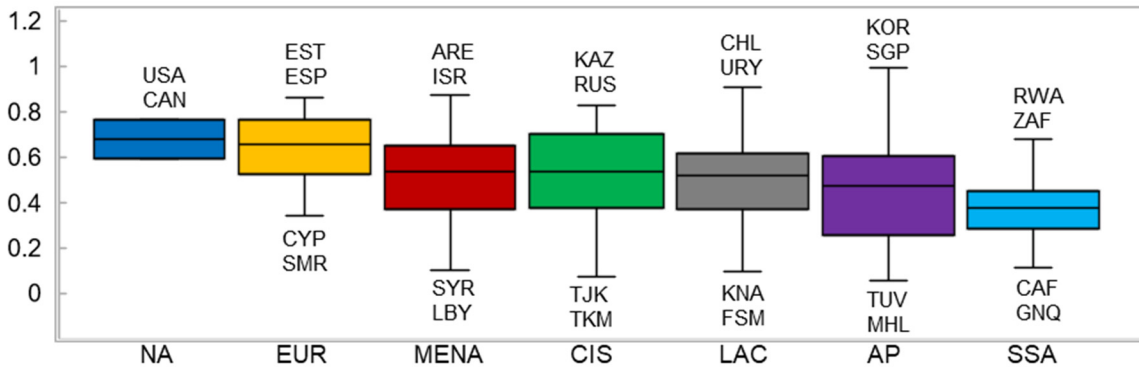 1.2
1
0.8
0.6
0.4
0.2
0
USA
CAN
EST
ESP
CYP
SMR
ARE
ISR
SYR
LBY
KAZ
RUS
TJK
TKM
CHL
URY
KNA
FSM
KOR
SGP
TUV
MHL
RWA
ZAF
CAF
GNQ
NA
EUR
MENA
CIS
LAC
AP
SSA